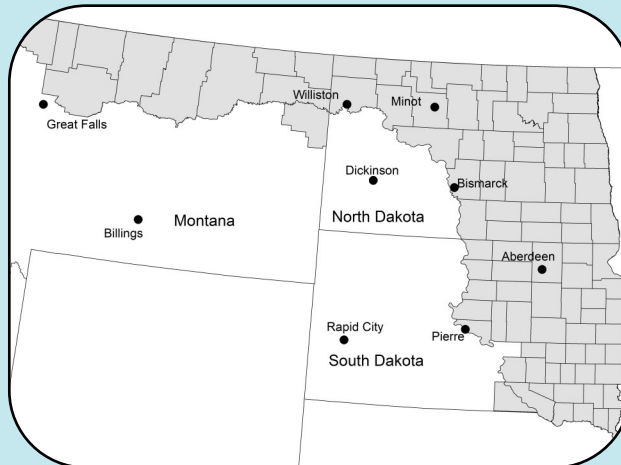 Williston
Minot
Great Falls
Dickinson
Bismarck
North Dakota
Montana
Billings
Aberdeen
Rapid City
Pierre
South Dakota